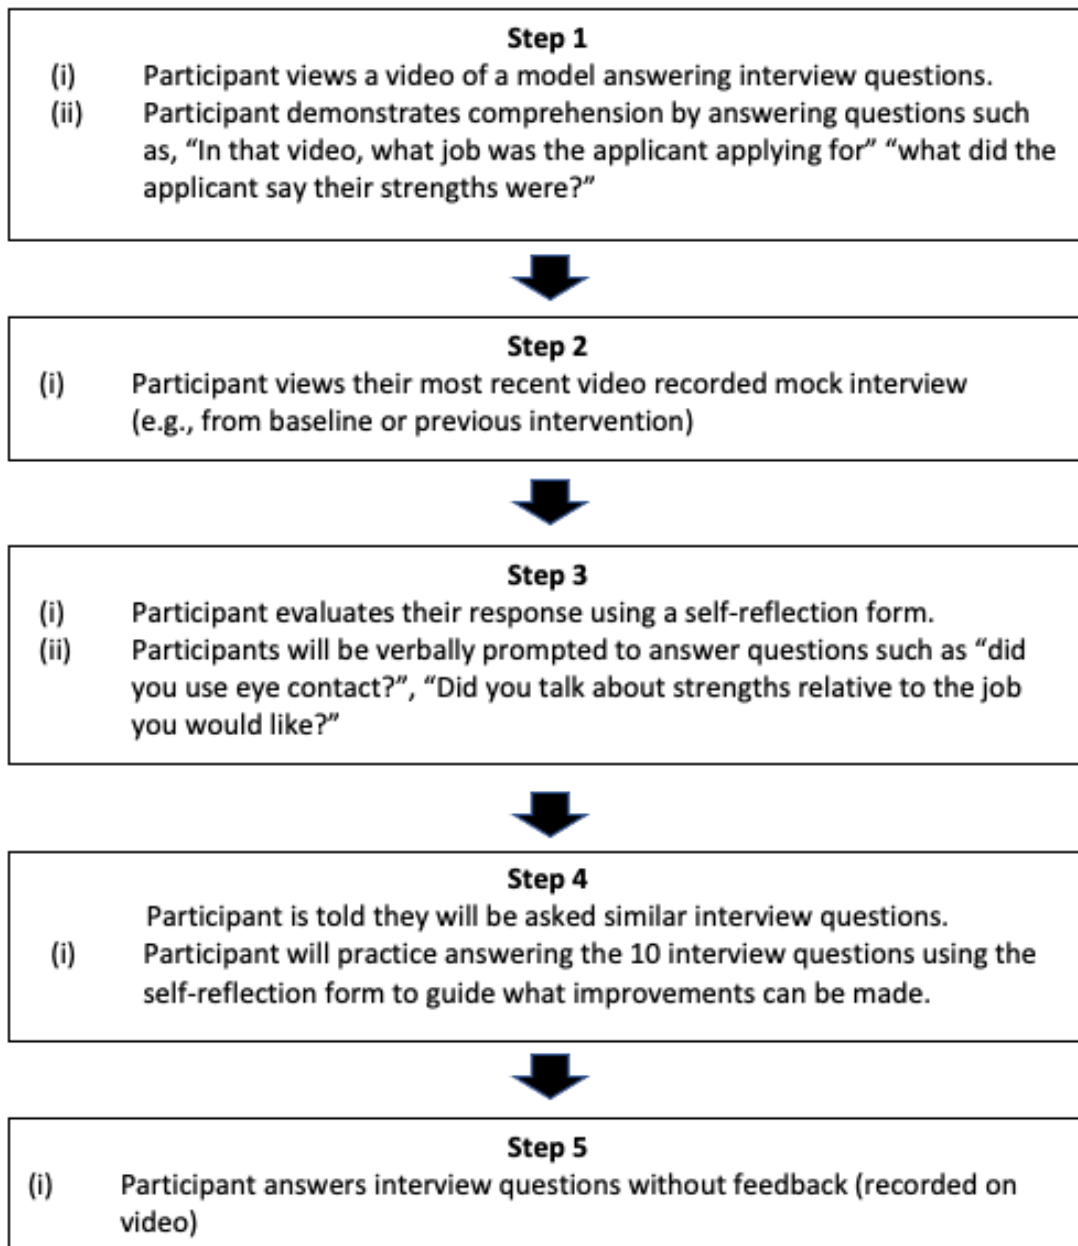 Step 1
(i) Participant views a video of a model answering interview questions.
(ii) Participant demonstrates comprehension by answering questions such
as, “In that video, what job was the applicant applying for” “what did the
applicant say their strengths were?”
Step 2
(i) Participant views their most recent video recorded mock interview
(e.g., from baseline or previous intervention)
Step 3
(i) Participant evaluates their response using a self-reflection form.
(ii) Participants will be verbally prompted to answer questions such as “did
you use eye contact?”, “Did you talk about strengths relative to the job
you would like?”
Step 4
Participant is told they will be asked similar interview questions.
(i) Participant will practice answering the 10 interview questions using the
self-reflection form to guide what improvements can be made.
Step 5
(i) Participant answers interview questions without feedback (recorded on
video)